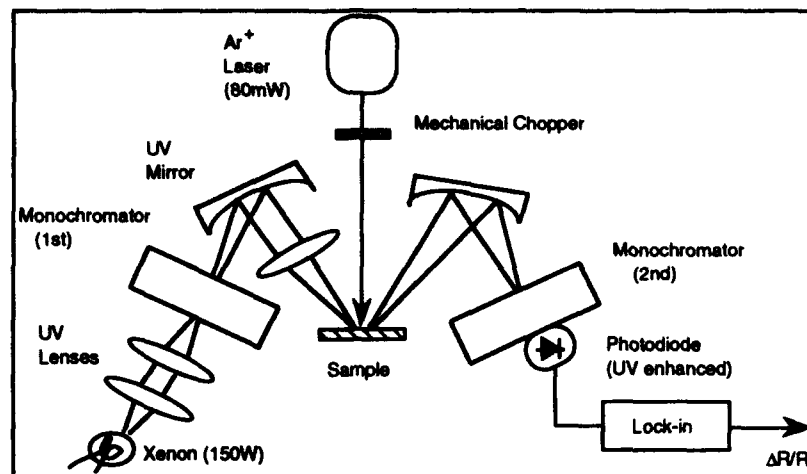 Ar+
Laser
(80mW)
Mechanical Chopper
UV
Mirror
Monochromator
(1st)
Monochromator
(2nd)
UV
Lenses
Sample
Photodiode
(UV enhanced)
Xenon (150W)
Lock-in
ΔR/R